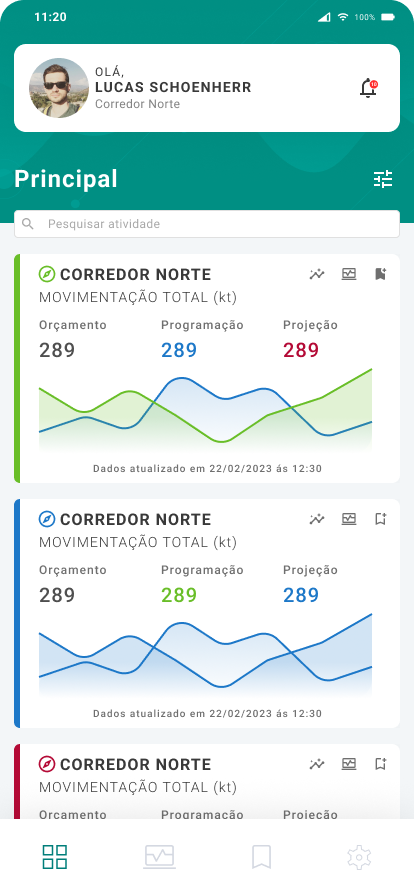 11:20 100%
OLÁ,
LUCAS SCHOENHERR
Corredor Norte
10
Principal
Pesquisar atividade
CORREDOR NORTE
MOVIMENTAÇÃO TOTAL (kt)
Orçamento Programação Projeção
289 289 289
Dados atualizado em 22/02/2023 ás 12:30
CORREDOR NORTE
MOVIMENTAÇÃO TOTAL (kt)
Orçamento Programação Projeção
289 289 289
Dados atualizado em 22/02/2023 ás 12:30
CORREDOR NORTE
MOVIMENTAÇÃO TOTAL (kt)
Orçamento Programação Projeção